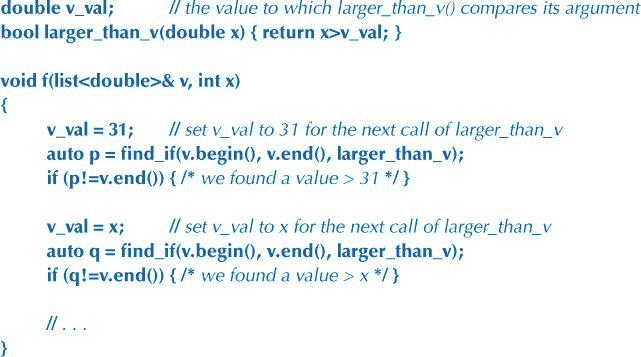 double v_val;	// the value to which larger_than_v() compares its argument
bool larger_than_v(double x) { return x>v_val; }

void f(list<double>& v, int x)
{
	v_val = 31;	// set v_val to 31 for the next call of larger_than_v
	auto p = find_if(v.begin(), v.end(), larger_than_v);
	if (p!=v.end()) { /* we found a value > 31 */ }

	v_val = x;	// set v_val to x for the next call of larger_than_v
	auto q = find_if(v.begin(), v.end(), larger_than_v);
	if (q!=v.end()) { /* we found a value > x */ }

	// . . .
}